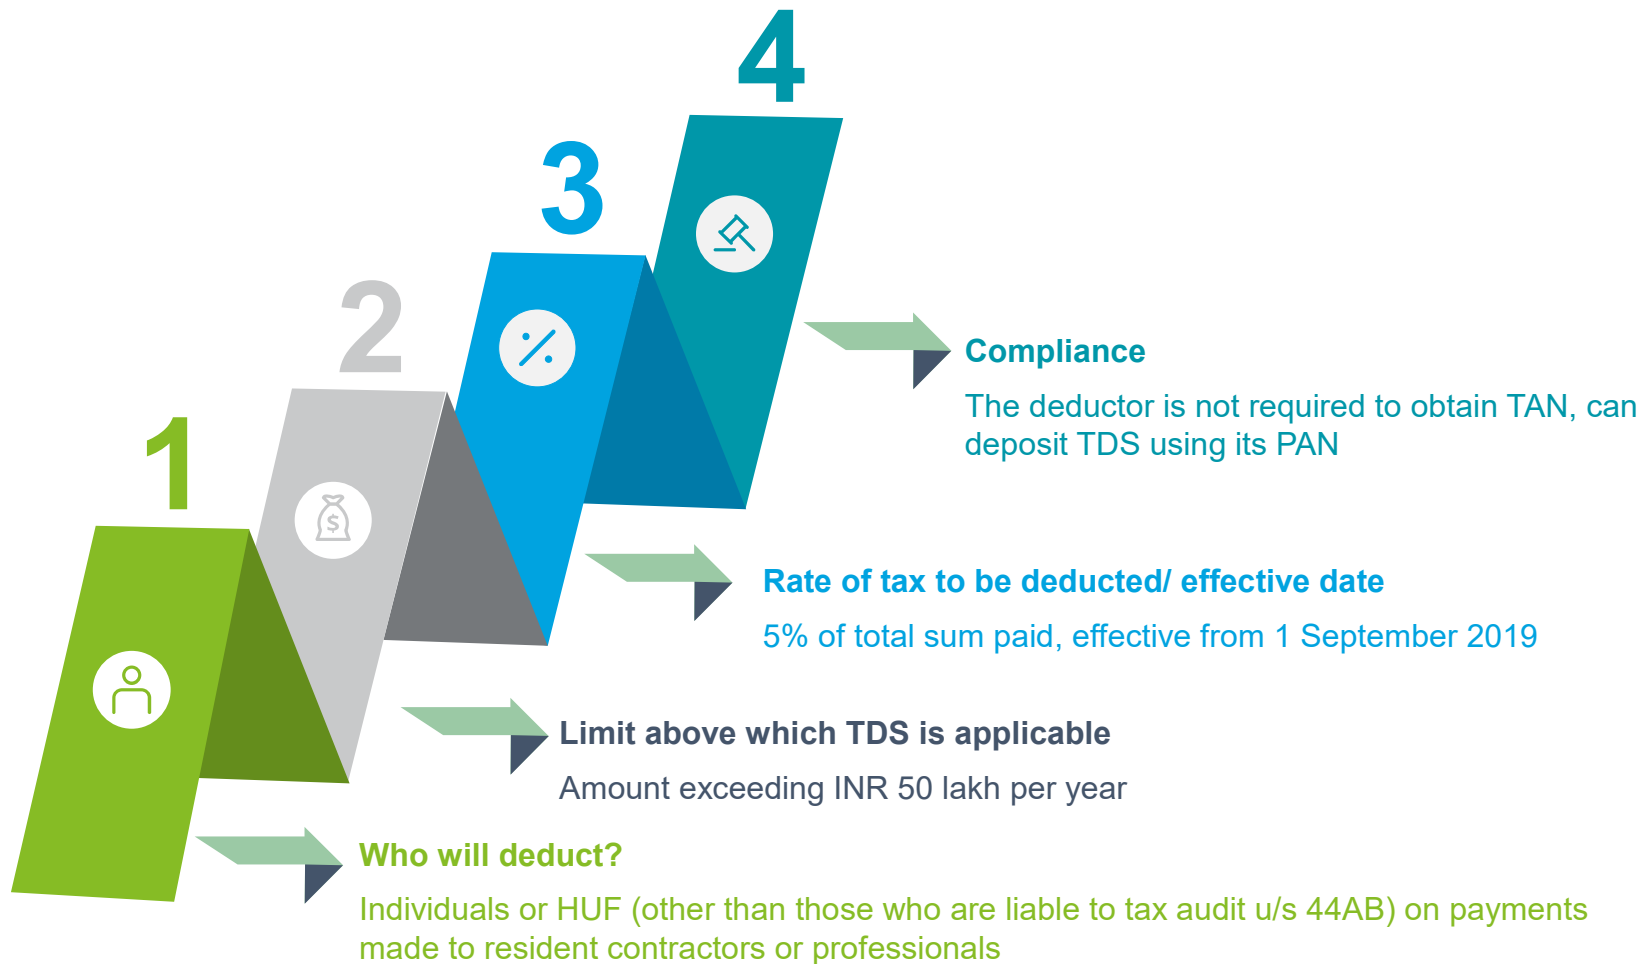 4
3
2
1
$
Compliance
The deductor is not required to obtain TAN, can
deposit TDS using its PAN
Rate of tax to be deducted/ effective date
5% of total sum paid, effective from 1 September 2019
Limit above which TDS is applicable
Amount exceeding INR 50 lakh per year
Who will deduct?
Individuals or HUF (other than those who are liable to tax audit u/s 44AB) on payments
made to resident contractors or professionals